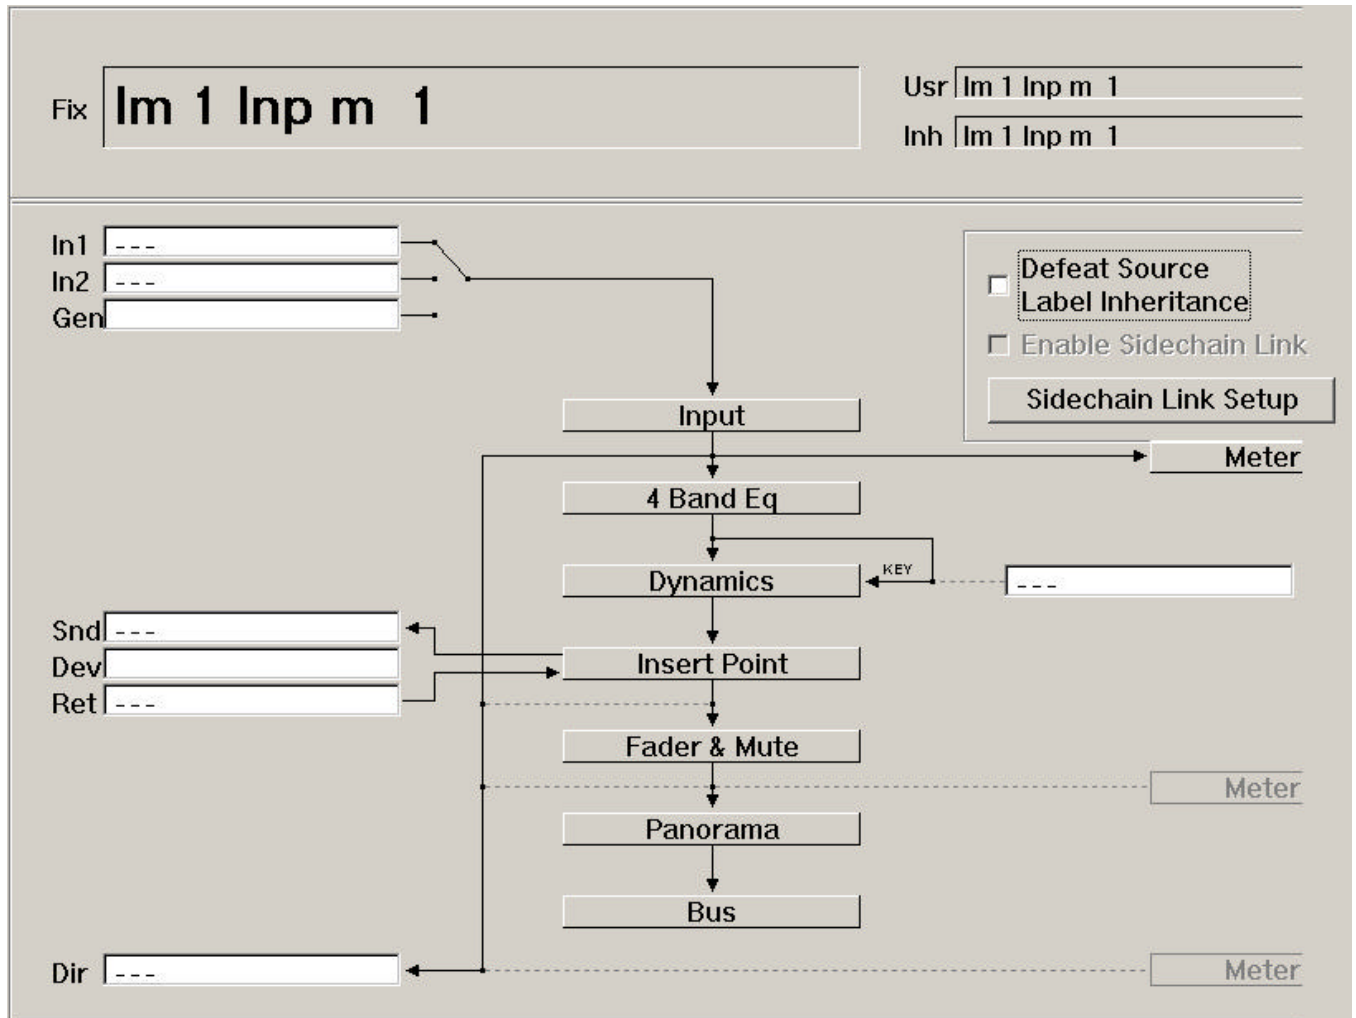 Fix Im 1 Inp m 1
Usr Im 1 Inp m 1
Inh Im 1 Inp m 1
In1 ---
In2 ---
Gen
Defeat Source
Label Inheritance
Enable Sidechain Link
Sidechain Link Setup
Input
Meter
4 Band Eq
Dynamics
KEY
---
Snd ---
Dev
Ret ---
Insert Point
Fader & Mute
Meter
Panorama
Bus
Dir ---
Meter